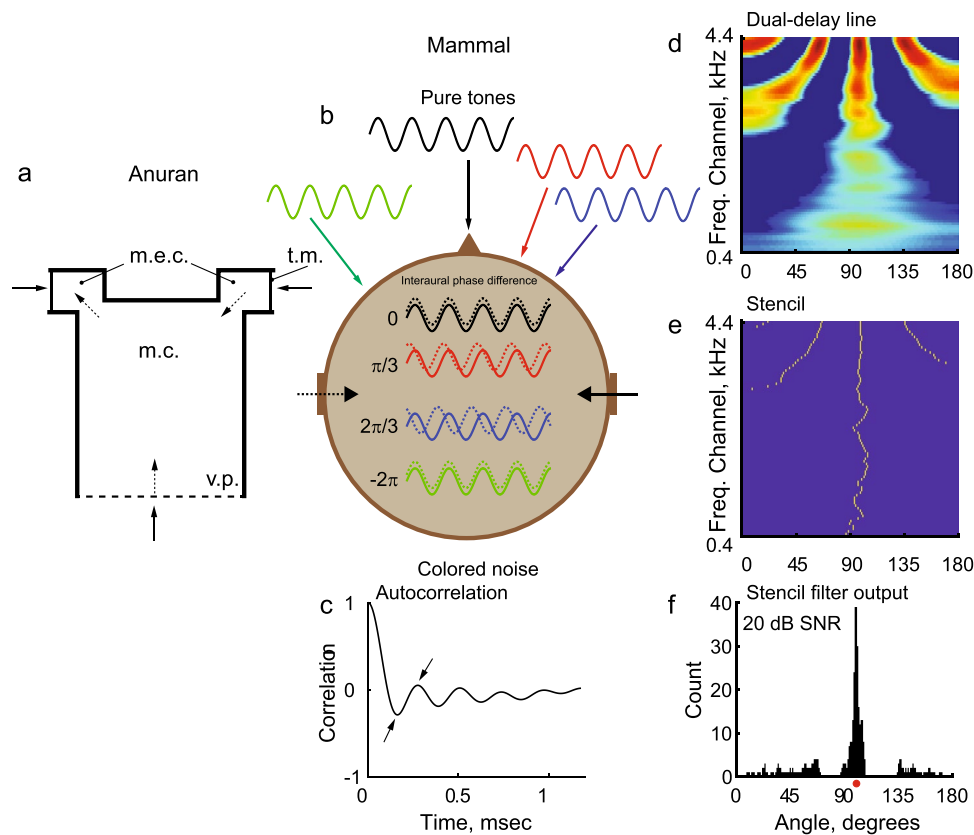 a
Anuran
m.e.c.
t.m.
m.c.
v.p.
Mammal
b
Pure tones
Interaural phase difference
0
π/3
2π/3
-2π
c
Colored noise
Autocorrelation
Correlation
1
0
-1
0
0.5
1
Time, msec
d
Dual-delay line
Freq. Channel, kHz
4.4
0.4
0
45
90
135
180
e
Stencil
Freq. Channel, kHz
4.4
0.4
0
45
90
135
180
f
Stencil filter output
20 dB SNR
Count
40
30
20
10
0
0
45
90
135
180
Angle, degrees